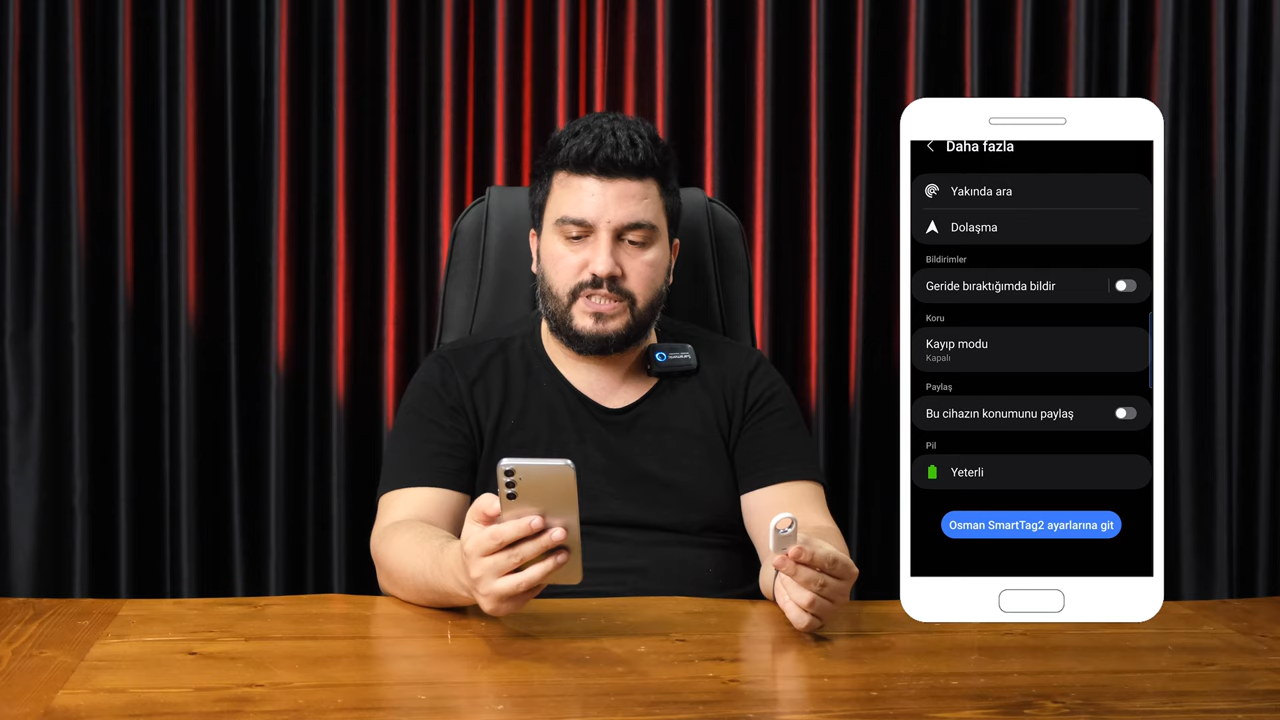 Daha fazla
Yakında ara
Dolaşma
Bildirimler
Geride bıraktığımda bildir
Koru
Kayıp modu
Kapalı
Paylaş
Bu cihazın konumunu paylaş
Pil
Yeterli
Osman SmartTag2 ayarlarına git
Saramonic